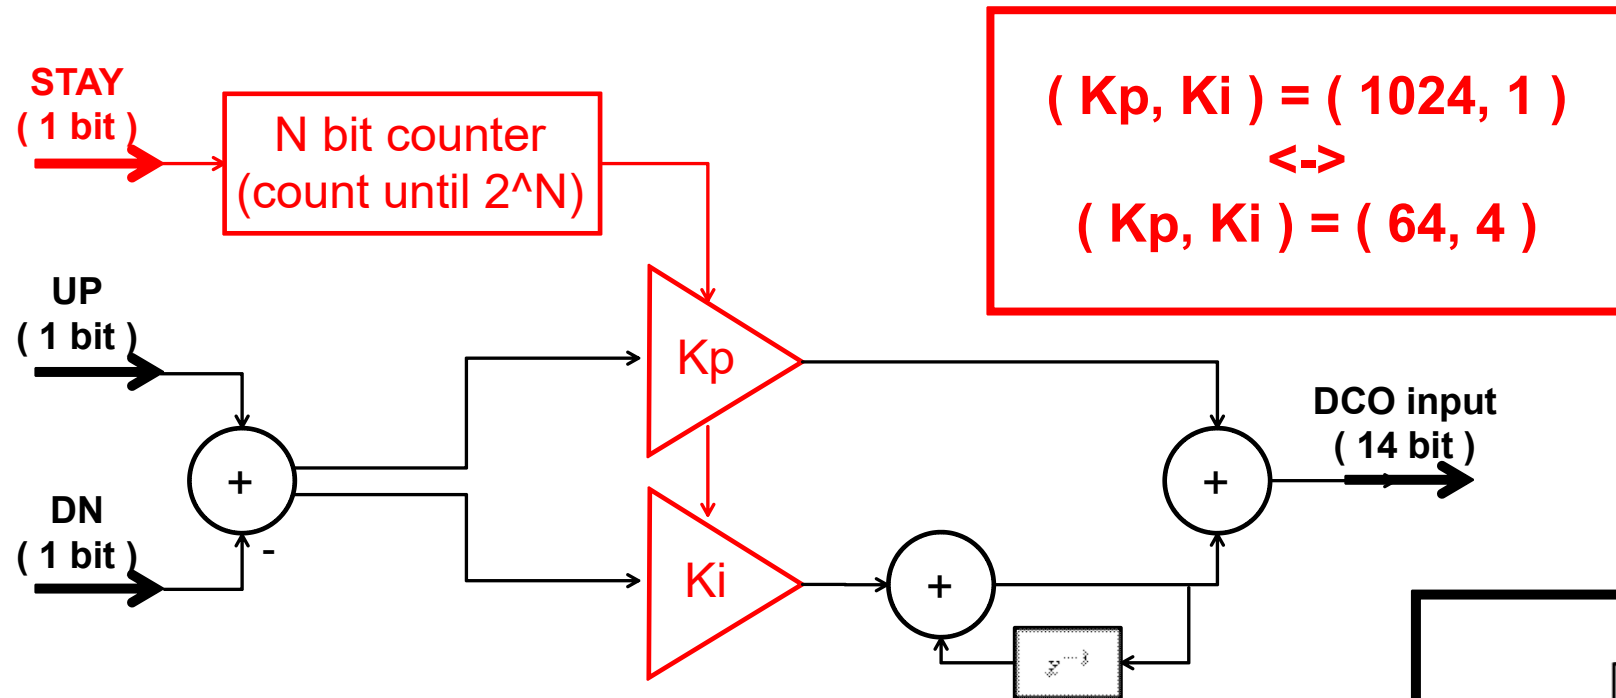 STAY
( 1 bit )
N bit counter
(count until 2^N)
( Kp, Ki ) = ( 1024, 1 )
<->
( Kp, Ki ) = ( 64, 4 )
UP
( 1 bit )
Kp
+
DN
( 1 bit )
-
Ki
+
+
DCO input
( 14 bit )